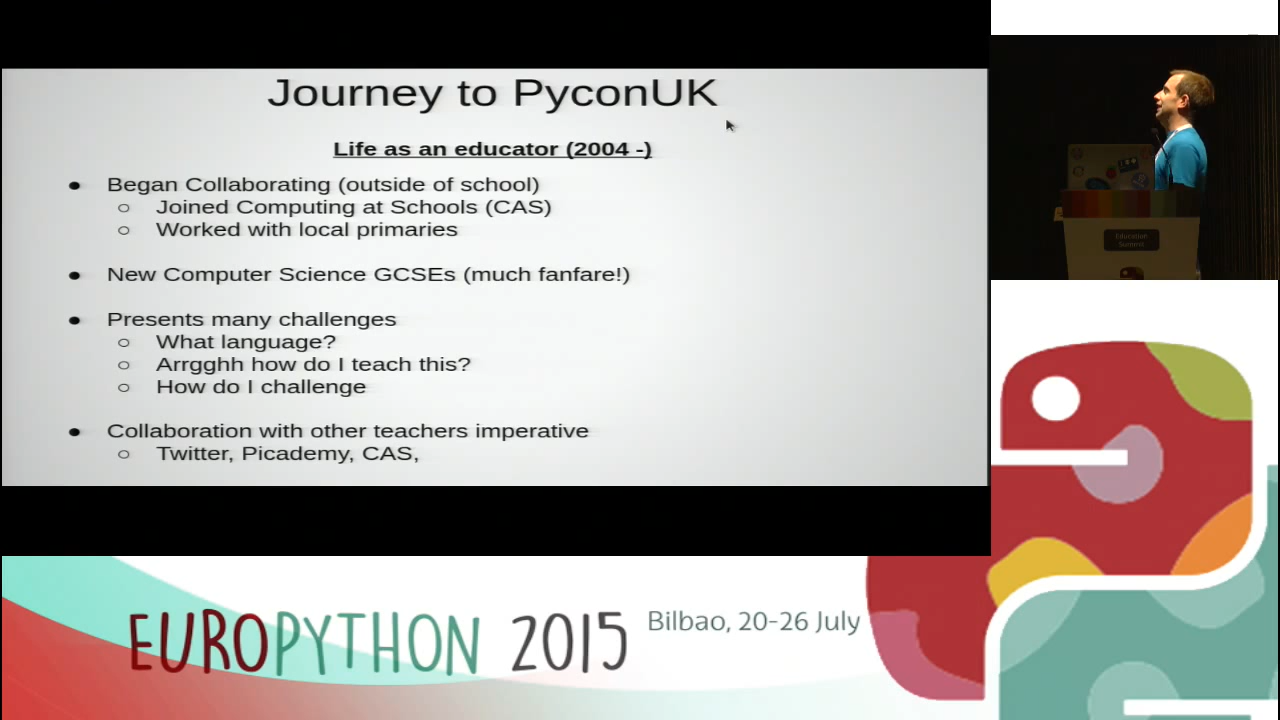 Journey to PyconUK
Life as an educator (2004 -)
● Began Collaborating (outside of school)
○ Joined Computing at Schools (CAS)
○ Worked with local primaries
● New Computer Science GCSEs (much fanfare!)
● Presents many challenges
○ What language?
○ Arrgghh how do I teach this?
○ How do I challenge
● Collaboration with other teachers imperative
○ Twitter, Picademy, CAS,
Education
Summit
EUROPYTHON 2015
Bilbao, 20-26 July